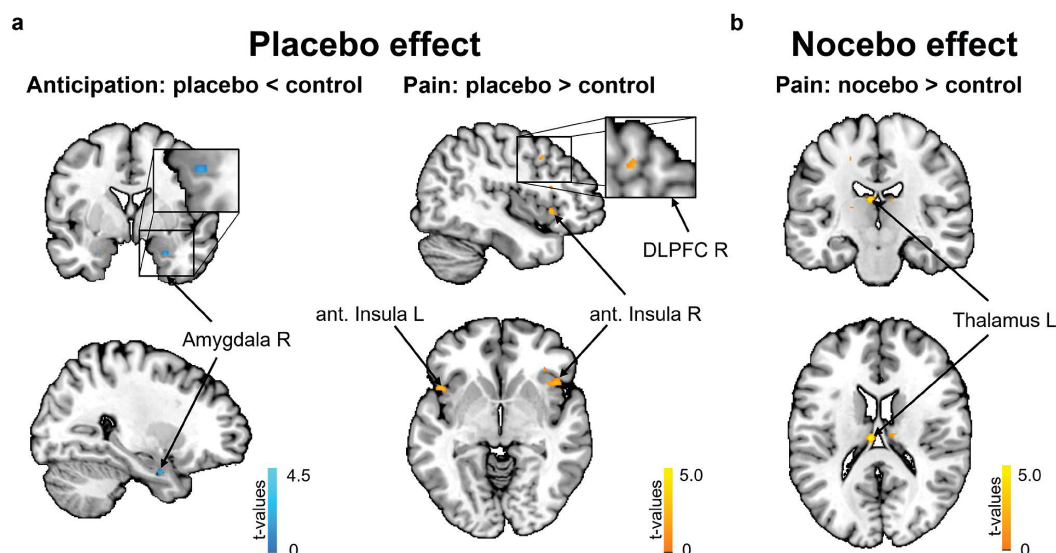 a
Placebo effect
Anticipation: placebo < control
Pain: placebo > control
DLPFC R
ant. Insula L
ant. Insula R
Amygdala R
4.5
t-values
0
5.0
t-values
0
b
Nocebo effect
Pain: nocebo > control
Thalamus L
5.0
t-values
0